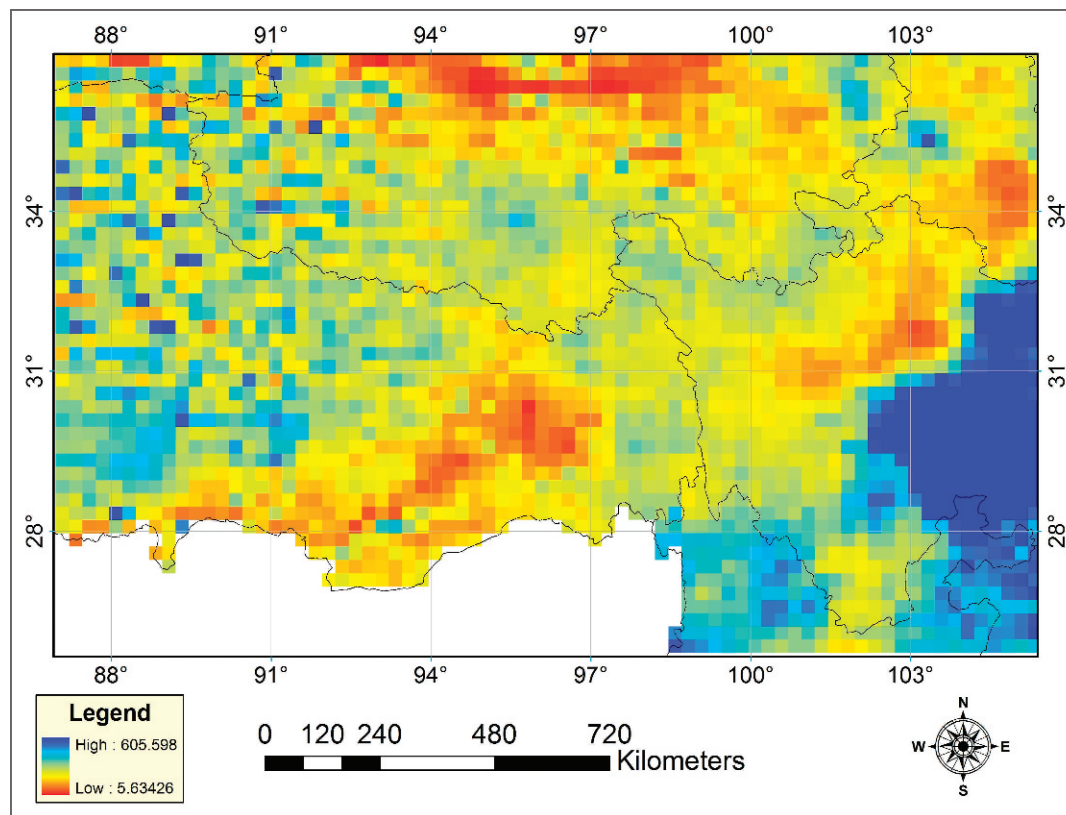 88° 91° 94° 97° 100° 103°
34° 34°
31° 31°
28° 28°
88° 91° 94° 97° 100° 103°
Legend
High : 605.598
Low : 5.63426
0 120 240 480 720
Kilometers
N
W E
S